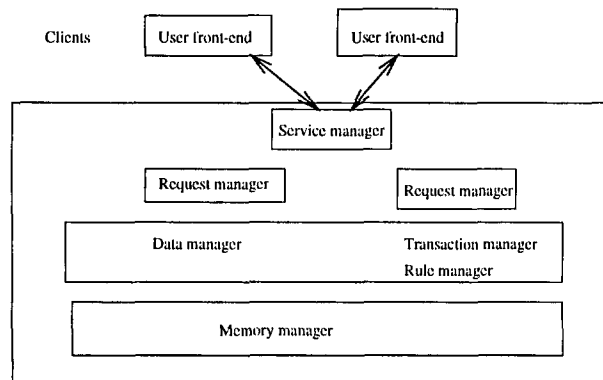 Clients
User front-end
User front-end
Service manager
Request manager
Request manager
Data manager
Transaction manager
Rule manager
Memory manager